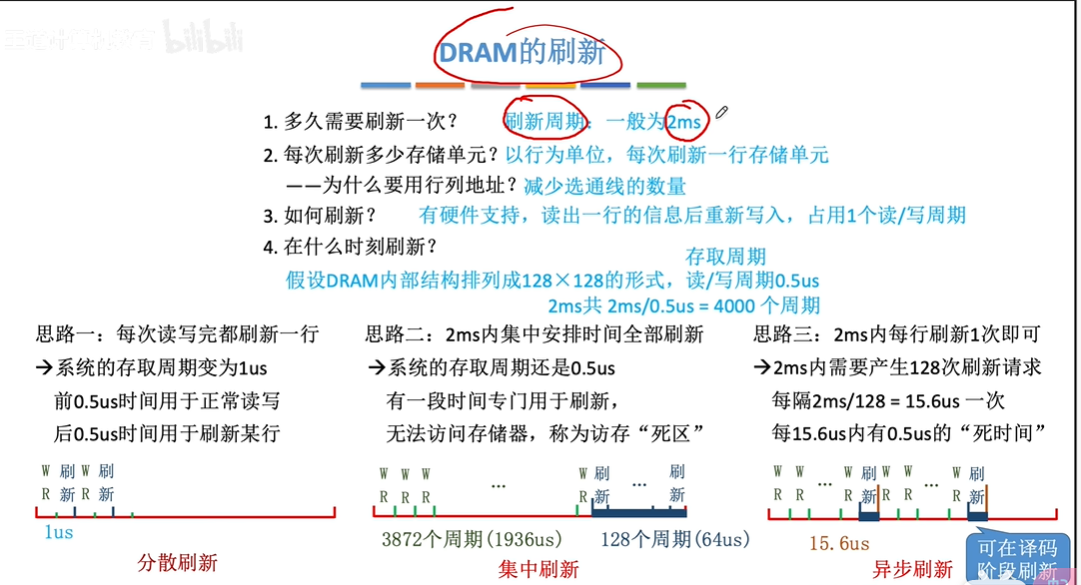 bilibili
DRAM的刷新
1. 多久需要刷新一次? 刷新周期：一般为2ms
2. 每次刷新多少存储单元? 以行为单位，每次刷新一行存储单元
——为什么要用行列地址? 减少选通线的数量
3. 如何刷新? 有硬件支持，读出一行的信息后重新写入，占用1个读/写周期
4. 在什么时刻刷新?
存取周期
假设DRAM内部结构排列成128×128的形式，读/写周期0.5us
2ms共 2ms/0.5us = 4000 个周期
思路一：每次读写完都刷新一行
→系统的存取周期变为1us
前0.5us时间用于正常读写
后0.5us时间用于刷新某行
W 刷 W 刷
R 新 R 新
1us
分散刷新
思路二：2ms内集中安排时间全部刷新
→系统的存取周期还是0.5us
有一段时间专门用于刷新，
无法访问存储器，称为访存“死区”
W W W ... W 刷 ... 刷
R R R R 新 新
3872个周期(1936us) 128个周期(64us)
集中刷新
思路三：2ms内每行刷新1次即可
→2ms内需要产生128次刷新请求
每隔2ms/128 = 15.6us 一次
每15.6us内有0.5us的“死时间”
W W ... W 刷 W W ... W 刷
R R R 新 R R R 新
15.6us
异步刷新
可在译码
阶段刷新